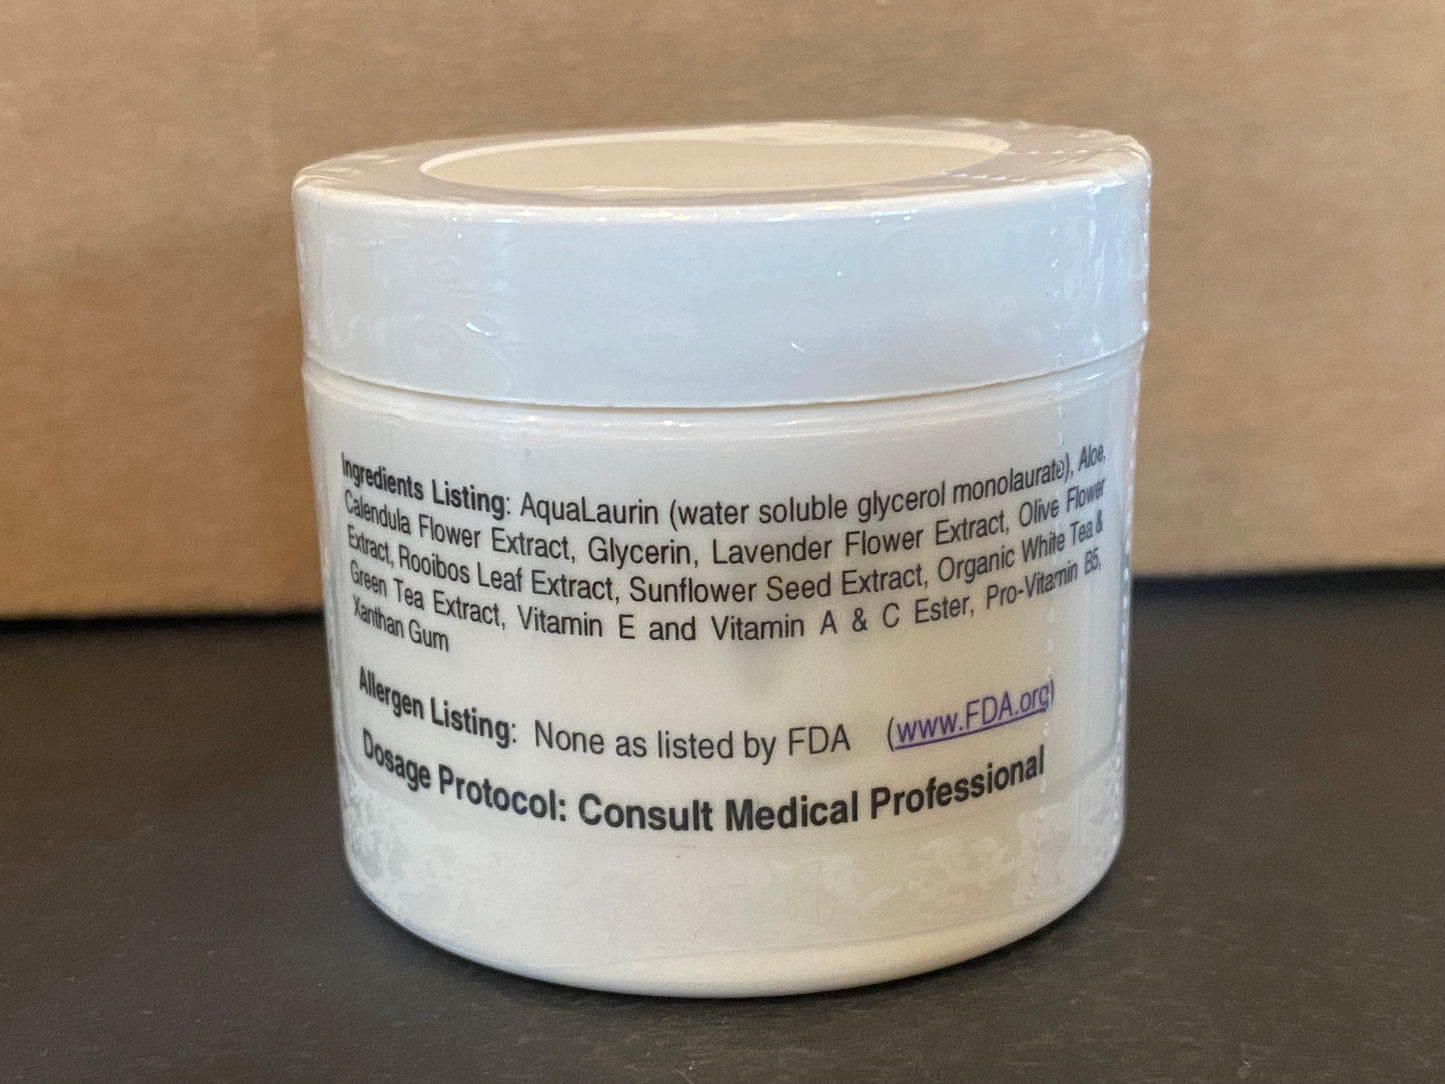 Ingredients Listing: AquaLaurin (water soluble glycerol monolaurate), Aloe,
Calendula Flower Extract, Glycerin, Lavender Flower Extract, Olive Flower
Extract, Rooibos Leaf Extract, Sunflower Seed Extract, Organic White Tea &
Green Tea Extract, Vitamin E and Vitamin A & C Ester, Pro-Vitamin B5,
Xanthan Gum
Allergen Listing: None as listed by FDA (www.FDA.org)
Dosage Protocol: Consult Medical Professional